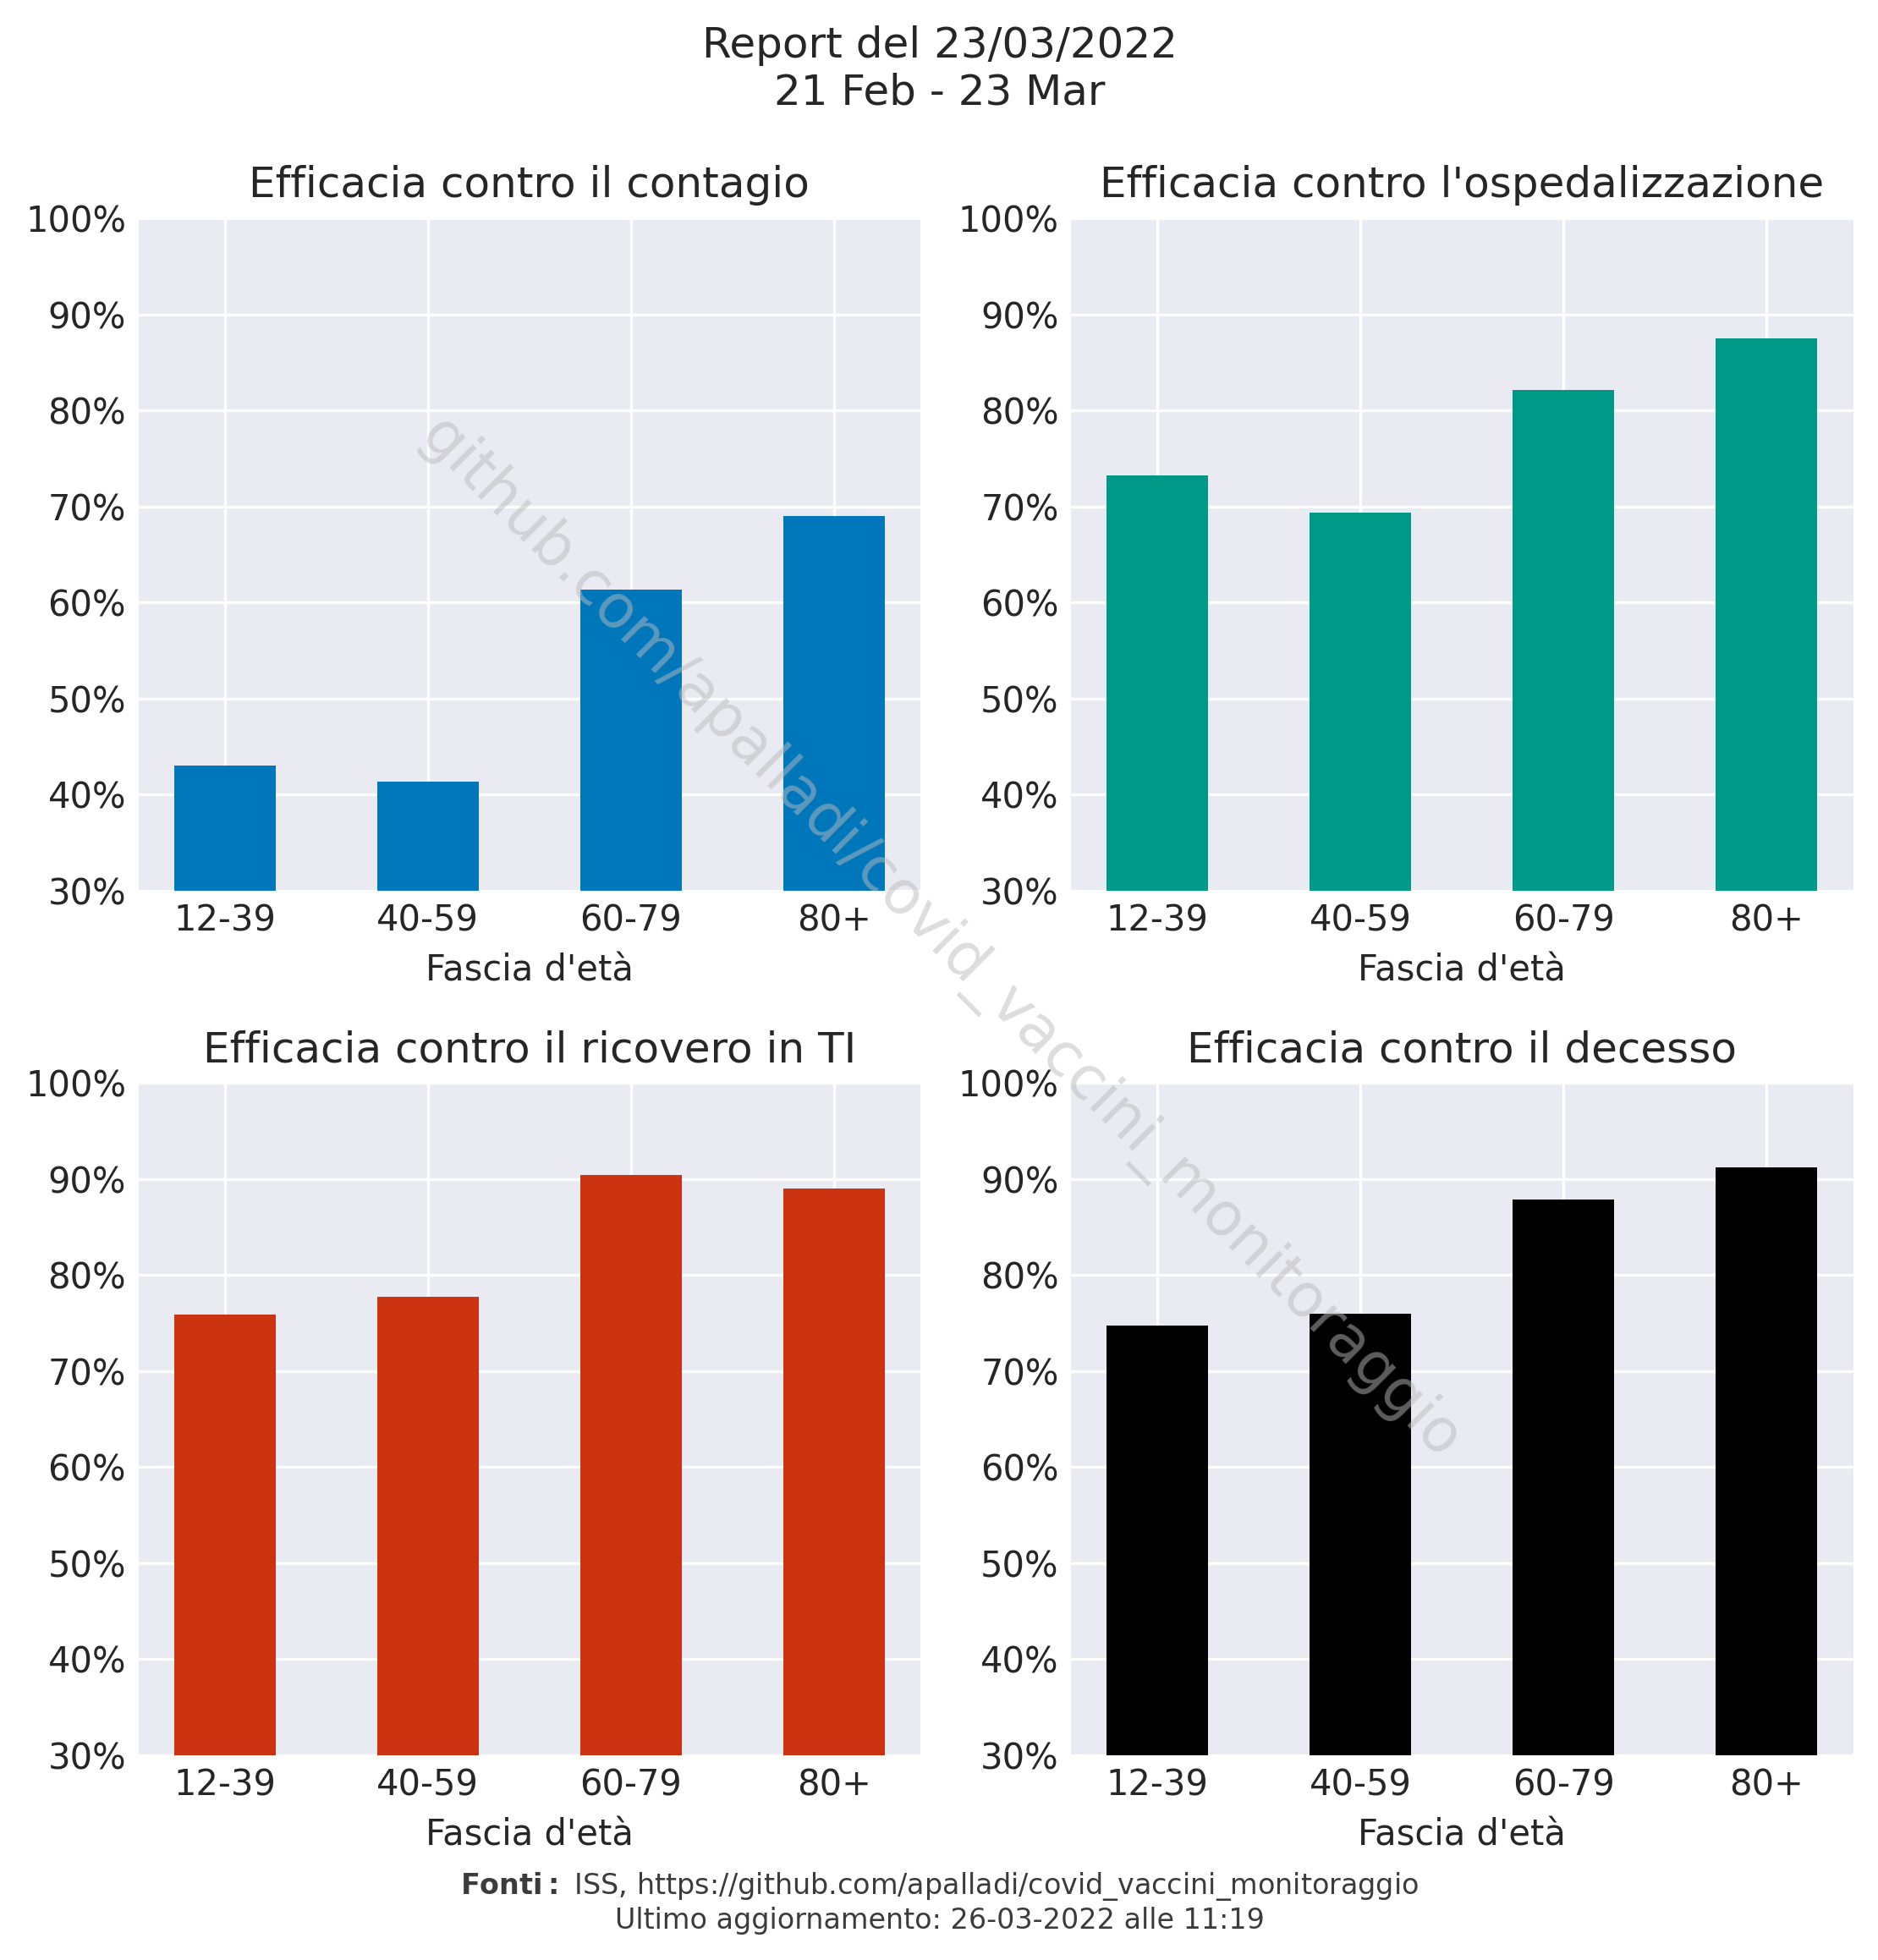 Report del 23/03/2022
21 Feb - 23 Mar
Efficacia contro il contagio
100%
90%
80%
70%
60%
50%
40%
30%
12-39 40-59 60-79 80+
Fascia d'età
Efficacia contro l'ospedalizzazione
100%
90%
80%
70%
60%
50%
40%
30%
12-39 40-59 60-79 80+
Fascia d'età
Efficacia contro il ricovero in TI
100%
90%
80%
70%
60%
50%
40%
30%
12-39 40-59 60-79 80+
Fascia d'età
Efficacia contro il decesso
100%
90%
80%
70%
60%
50%
40%
30%
12-39 40-59 60-79 80+
Fascia d'età
github.com/apalladi/covid_vaccini_monitoraggio
Fonti: ISS, https://github.com/apalladi/covid_vaccini_monitoraggio
Ultimo aggiornamento: 26-03-2022 alle 11:19